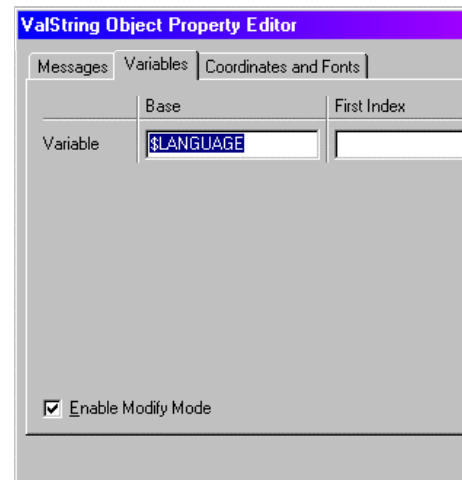 ValString Object Property Editor
Messages Variables Coordinates and Fonts
Base First Index
Variable $LANGUAGE
Enable Modify Mode